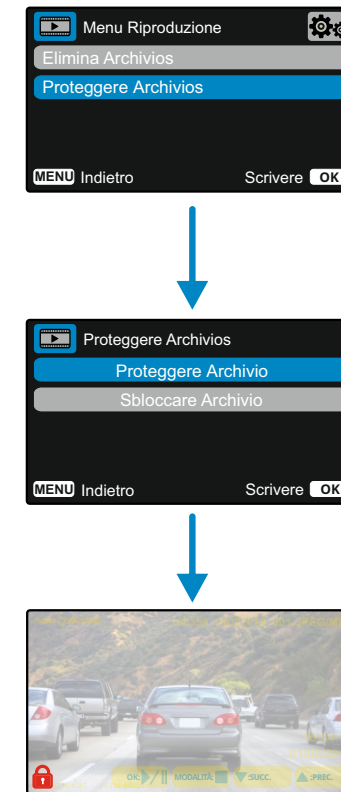 Menu Riproduzione
Elimina Archivios
Proteggere Archivios
MENU Indietro Scrivere OK
Proteggere Archivios
Proteggere Archivio
Sbloccare Archivio
MENU Indietro Scrivere OK
OK: MODALITÀ: :SUCC. :PREC.